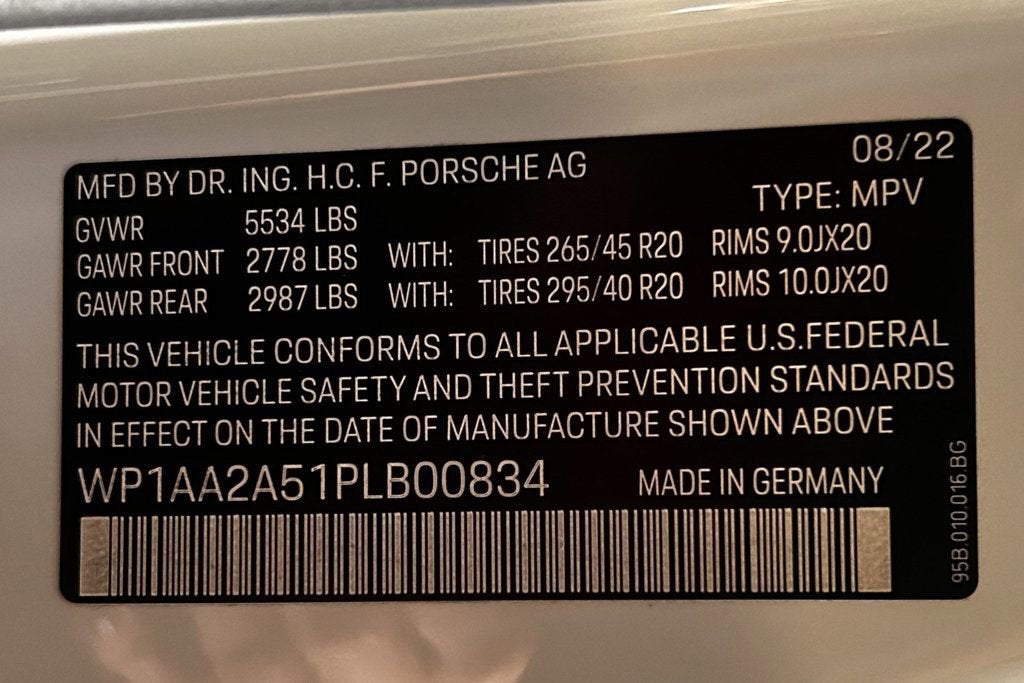 08/22
MFD BY DR. ING. H.C. F. PORSCHE AG
TYPE: MPV
GVWR 5534 LBS
GAWR FRONT 2778 LBS WITH: TIRES 265/45 R20 RIMS 9.0JX20
GAWR REAR 2987 LBS WITH: TIRES 295/40 R20 RIMS 10.0JX20
THIS VEHICLE CONFORMS TO ALL APPLICABLE U.S.FEDERAL
MOTOR VEHICLE SAFETY AND THEFT PREVENTION STANDARDS
IN EFFECT ON THE DATE OF MANUFACTURE SHOWN ABOVE
WP1AA2A51PLB00834 MADE IN GERMANY
95B.010.016.BG